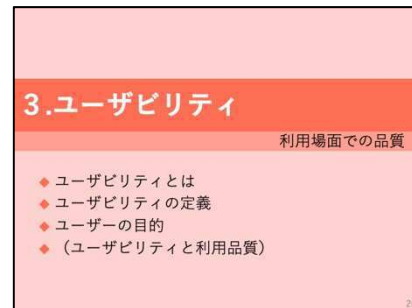 3.ユーザビリティ
利用場面での品質
◆ ユーザビリティとは
◆ ユーザビリティの定義
◆ ユーザーの目的
◆ （ユーザビリティと利用品質）